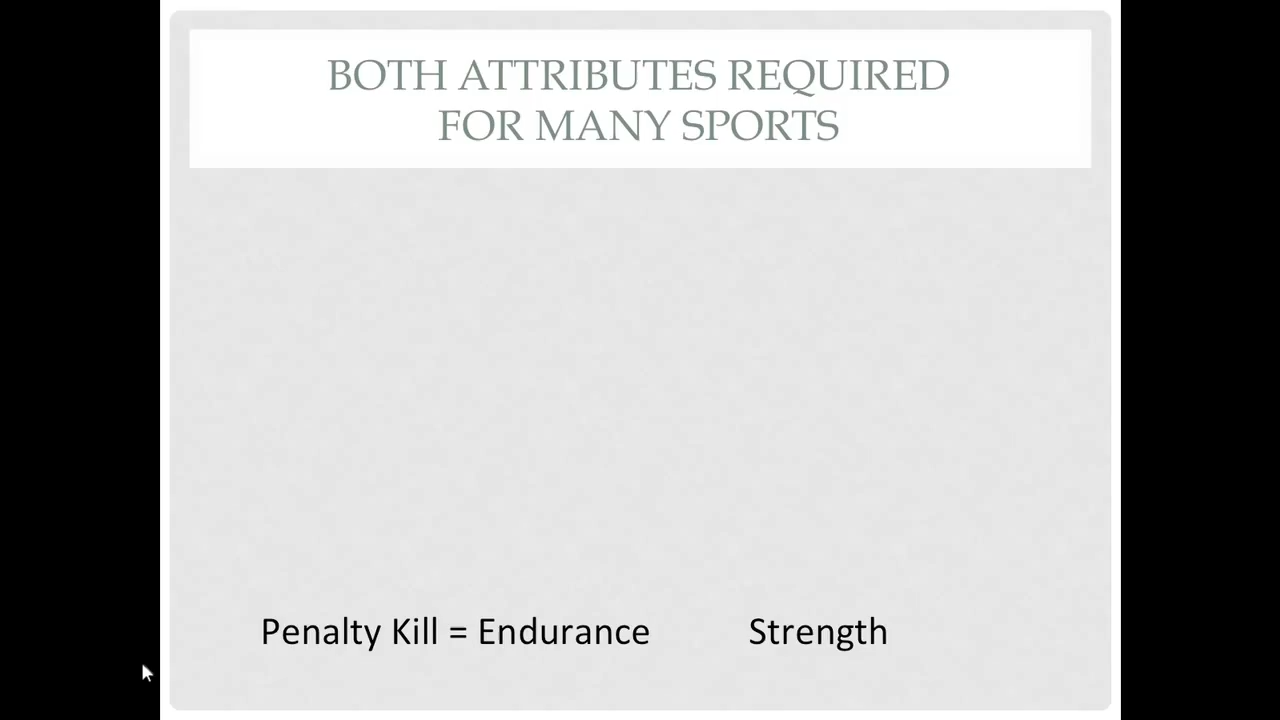 BOTH ATTRIBUTES REQUIRED
FOR MANY SPORTS
Penalty Kill = Endurance
Strength